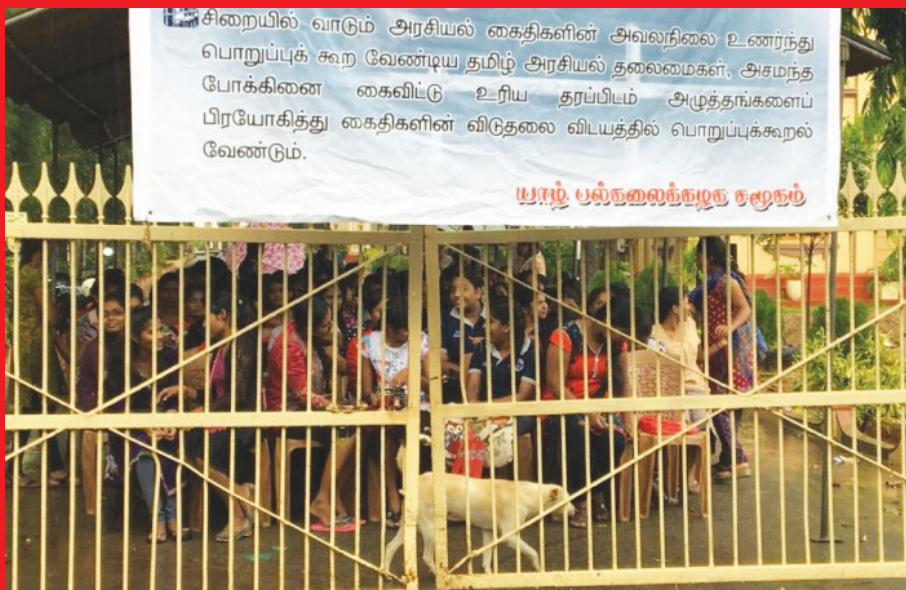 சிறையில் வாடும் அரசியல் கைதிகளின் அவலநிலை உணர்ந்து
பொறுப்புக் கூற வேண்டிய தமிழ் அரசியல் தலைமைகள், அசமந்த
போக்கினை கைவிட்டு உரிய தரப்பிடம் அழுத்தங்களைப்
பிரயோகித்து கைதிகளின் விடுதலை விடயத்தில் பொறுப்புக்கூறல்
வேண்டும்.
யாழ். பல்கலைக்கழக சமூகம்